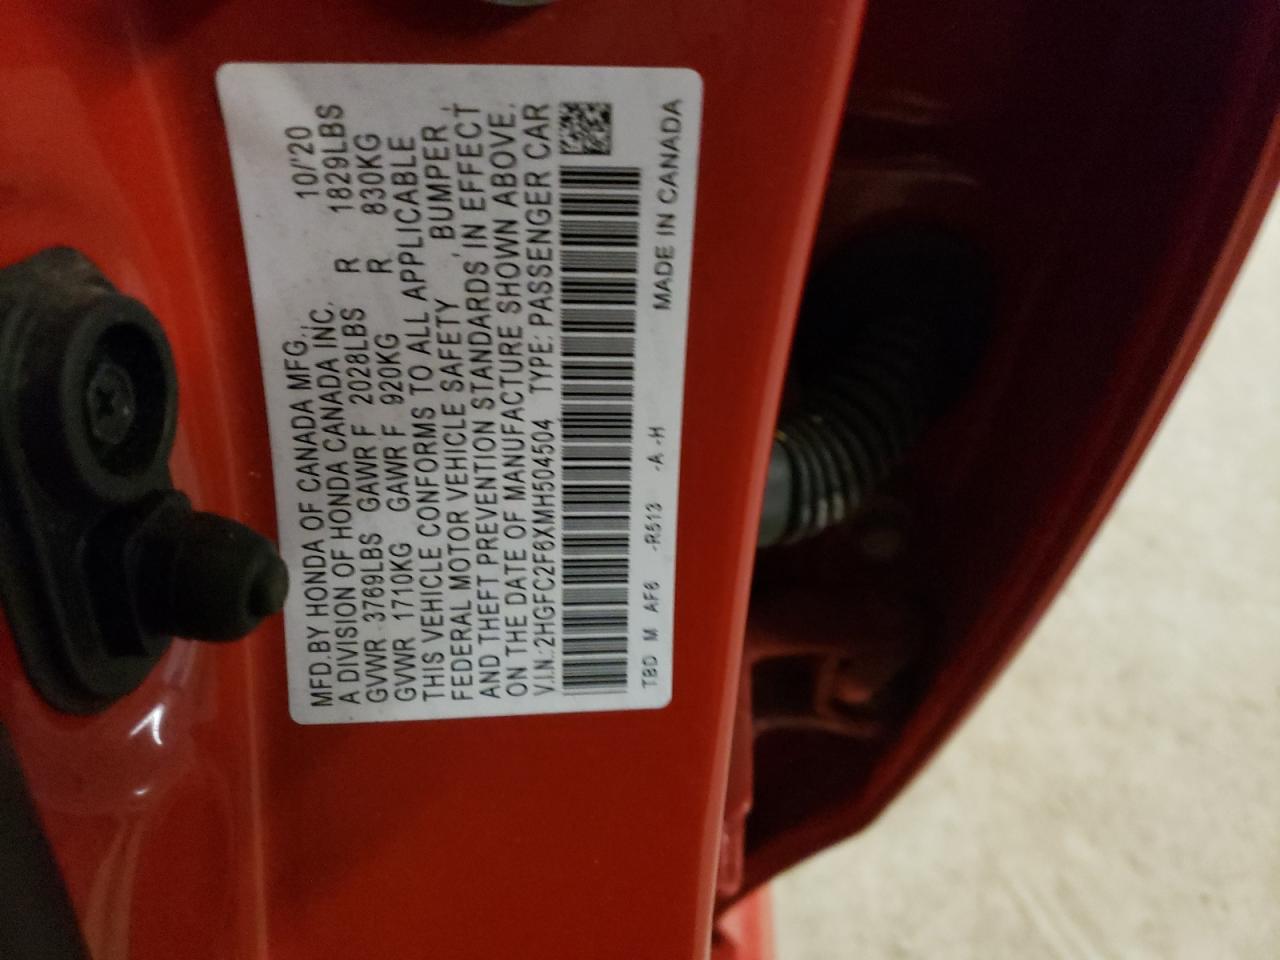 MFD.BY HONDA OF CANADA MFG., 10/'20
A DIVISION OF HONDA CANADA INC.
GVWR 3769LBS GAWR F 2028LBS R 1829LBS
GVWR 1710KG GAWR F 920KG R 830KG
THIS VEHICLE CONFORMS TO ALL APPLICABLE
FEDERAL MOTOR VEHICLE SAFETY, BUMPER,
AND THEFT PREVENTION STANDARDS IN EFFECT
ON THE DATE OF MANUFACTURE SHOWN ABOVE.
V.I.N.:2HGFC2F6XMH504504 TYPE: PASSENGER CAR
TBD M AF6 -R513 -A -H MADE IN CANADA